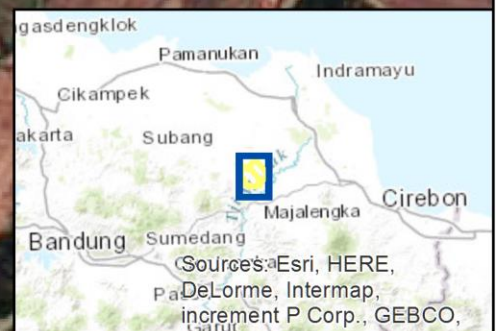 gasdengklok
Pamanukan
Indramayu
Cikampek
akarta
Subang
Cirebon
Majalengka
Bandung
Sumedang
Sources: Esri, HERE,
DeLorme, Intermap,
increment P Corp., GEBCO,